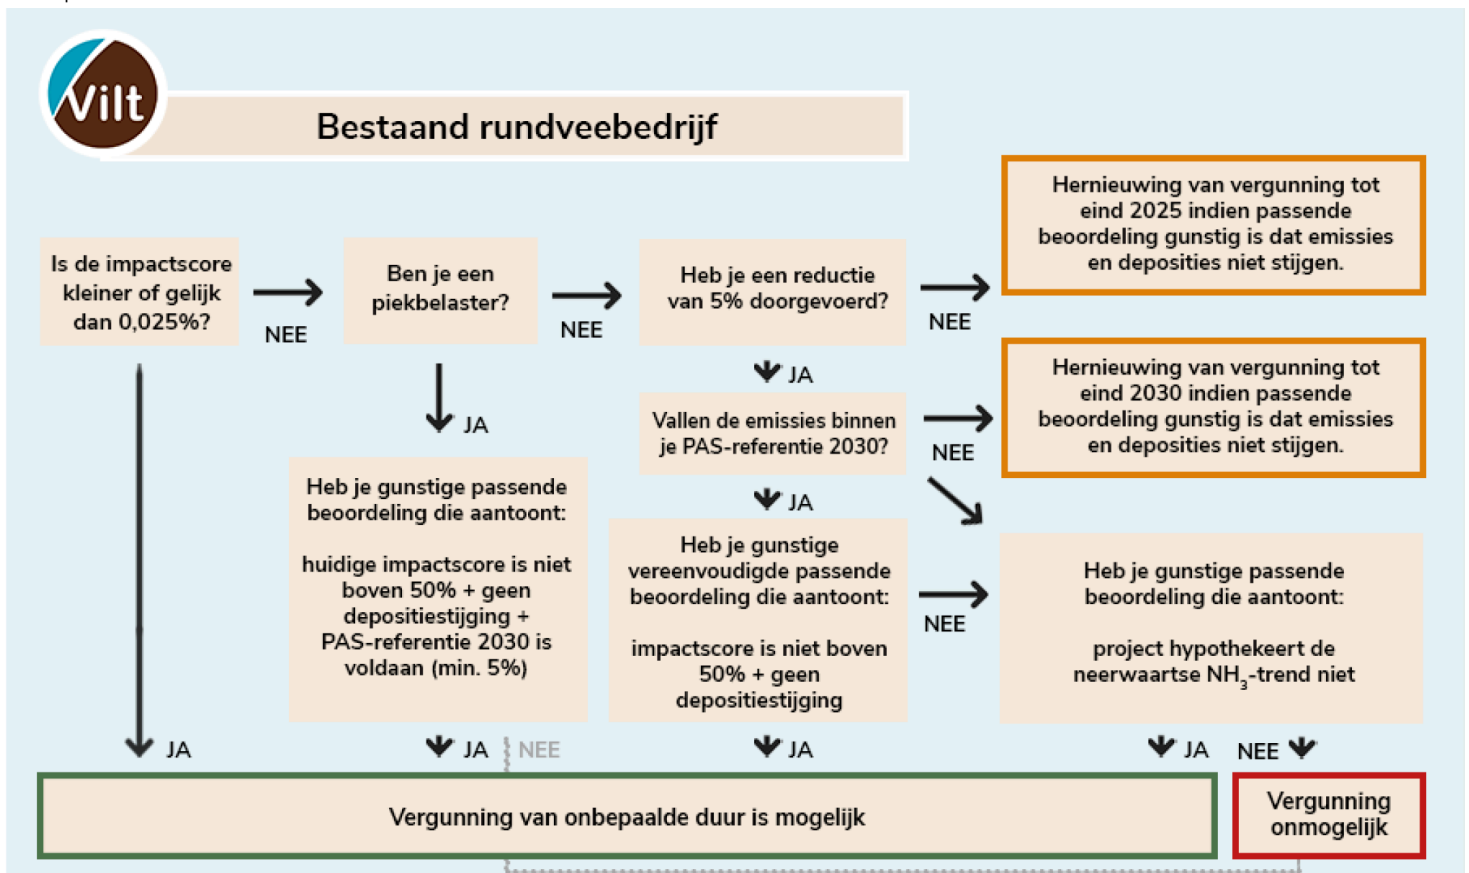 Vilt
Bestaand rundveebedrijf
Is de impactscore
kleiner of gelijk
dan 0,025%?
NEE
JA
Ben je een
piekbelaster?
NEE
JA
Heb je een reductie
van 5% doorgevoerd?
NEE
JA
Hernieuwing van vergunning tot
eind 2025 indien passende
beoordeling gunstig is dat emissies
en deposities niet stijgen.
Vallen de emissies binnen
je PAS-referentie 2030?
NEE
JA
Hernieuwing van vergunning tot
eind 2030 indien passende
beoordeling gunstig is dat emissies
en deposities niet stijgen.
Heb je gunstige passende
beoordeling die aantoont:
huidige impactscore is niet
boven 50% + geen
depositiestijging +
PAS-referentie 2030 is
voldaan (min. 5%)
JA
NEE
Heb je gunstige
vereenvoudigde passende
beoordeling die aantoont:
impactscore is niet boven
50% + geen
depositiestijging
NEE
JA
Heb je gunstige passende
beoordeling die aantoont:
project hypothekeert de
neerwaartse NH₃-trend niet
JA
NEE
Vergunning van onbepaalde duur is mogelijk
Vergunning
onmogelijk